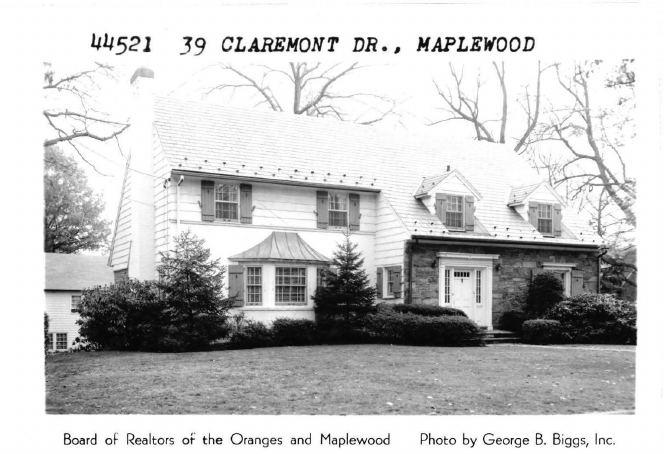 44521 39 CLAREMONT DR., MAPLEWOOD
Board of Realtors of the Oranges and Maplewood Photo by George B. Biggs, Inc.